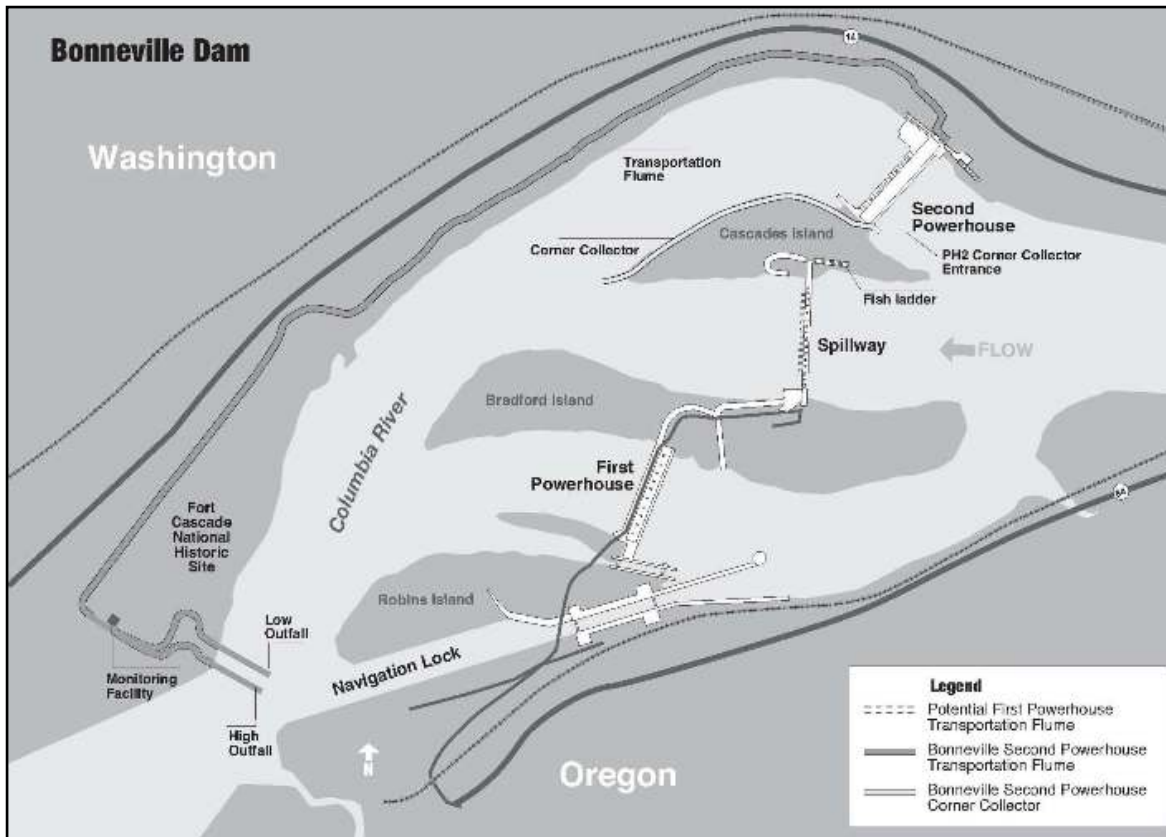 Bonneville Dam
14
Washington
Transportation
Flume
Second
Powerhouse
Corner Collector
Cascades Island
PH2 Corner Collector
Entrance
Fish ladder
Spillway
FLOW
Bradford Island
Columbia River
First
Powerhouse
84
Fort
Cascade
National
Historic
Site
Robins Island
Low
Outfall
Navigation Lock
Monitoring
Facility
High
Outfall
N
Oregon
Legend
Potential First Powerhouse
Transportation Flume
Bonneville Second Powerhouse
Transportation Flume
Bonneville Second Powerhouse
Corner Collector